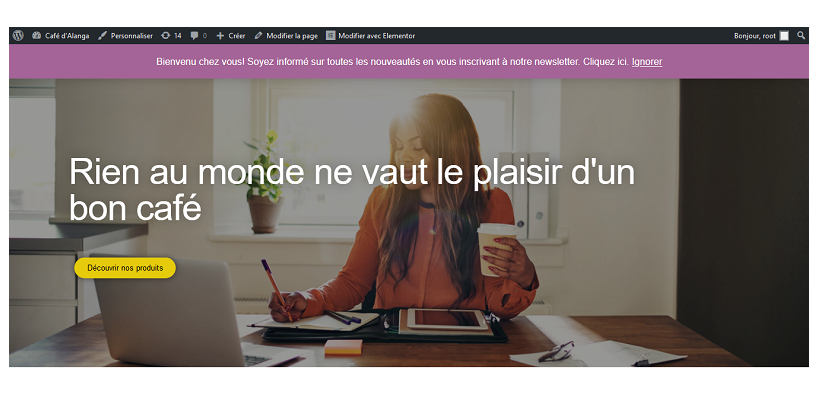 Café d'Alanga Personnaliser 14 0 Créer Modifier la page Modifier avec Elementor Bonjour, root
Bienvenu chez vous! Soyez informé sur toutes les nouveautés en vous inscrivant à notre newsletter. Cliquez ici. Ignorer
Rien au monde ne vaut le plaisir d'un
bon café
Découvrir nos produits